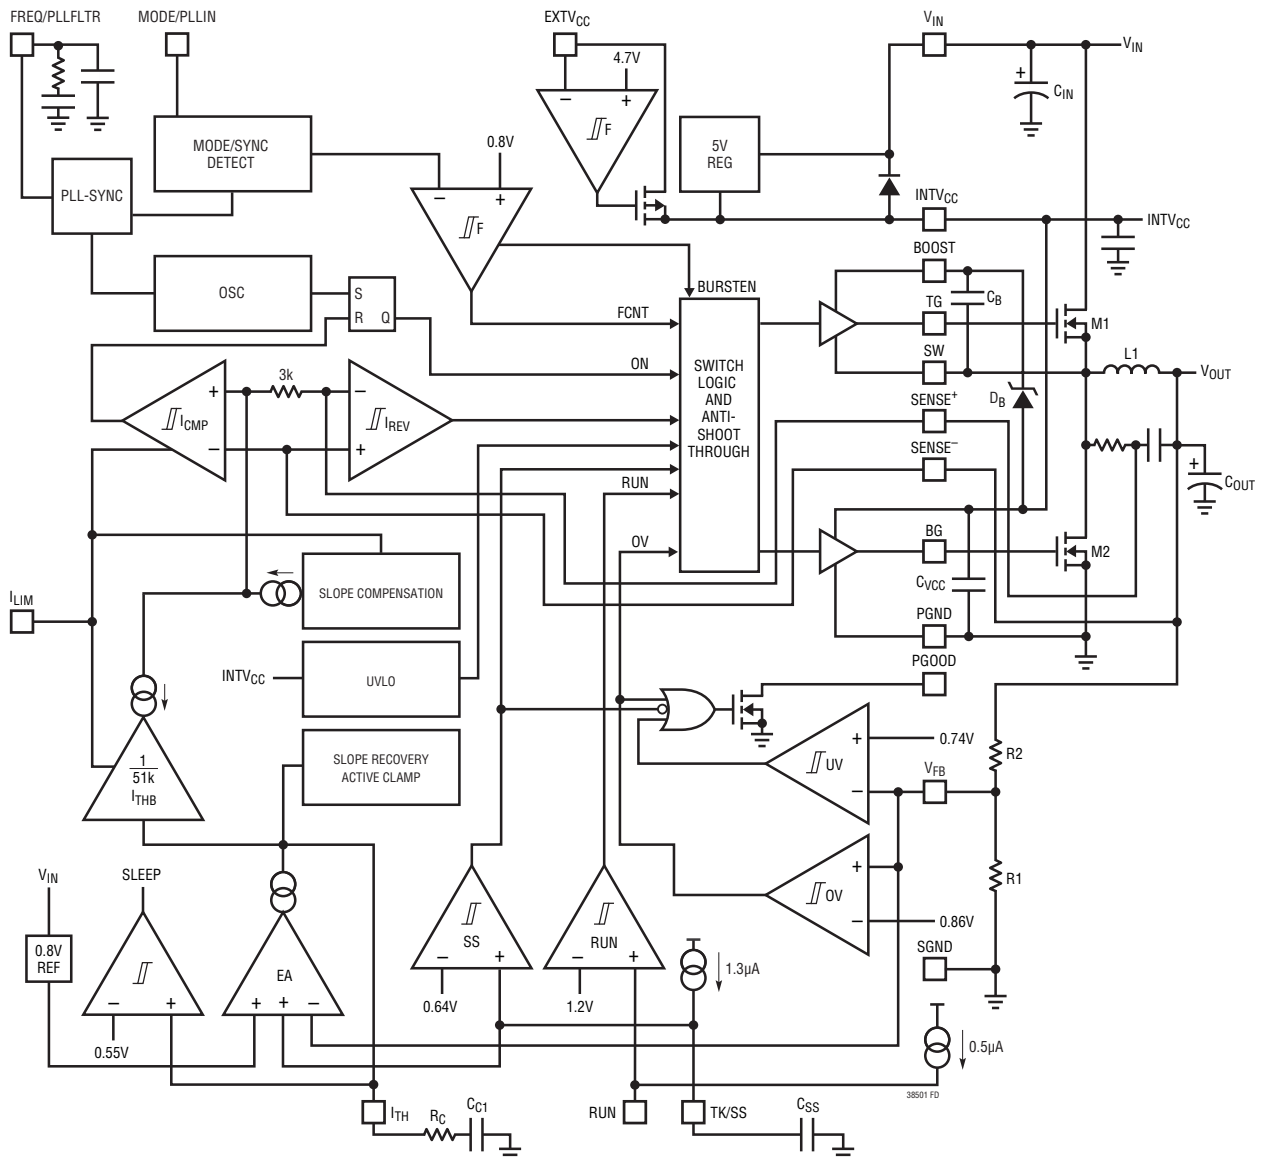 FREQ/PLLFLTR
MODE/PLLIN
EXTVCC
VIN
4.7V
VIN
+
CIN
− +
F
MODE/SYNC
DETECT
0.8V
5V
REG
PLL-SYNC
− +
F
INTVCC
INTVCC
OSC
BOOST
S
R Q
BURSTEN
FCNT
TG
CB
M1
ON
SW
L1
VOUT
3k
SWITCH
LOGIC
AND
ANTI-
SHOOT
THROUGH
+
−
ICMP
−
+
IREV
SENSE+
DB
SENSE−
RUN
+
COUT
OV
BG
M2
ILIM
SLOPE COMPENSATION
CVCC
PGND
INTVCC
UVLO
PGOOD
SLOPE RECOVERY
ACTIVE CLAMP
1
51k
ITHB
+
−
UV
0.74V
VFB
R2
VIN
SLEEP
+
−
OV
0.86V
R1
0.8V
REF
− +
EA
+ + −
SS
− +
RUN
− +
SGND
1.3µA
0.55V
0.64V
1.2V
0.5µA
38501 FD
ITH
RC
CC1
RUN
TK/SS
CSS